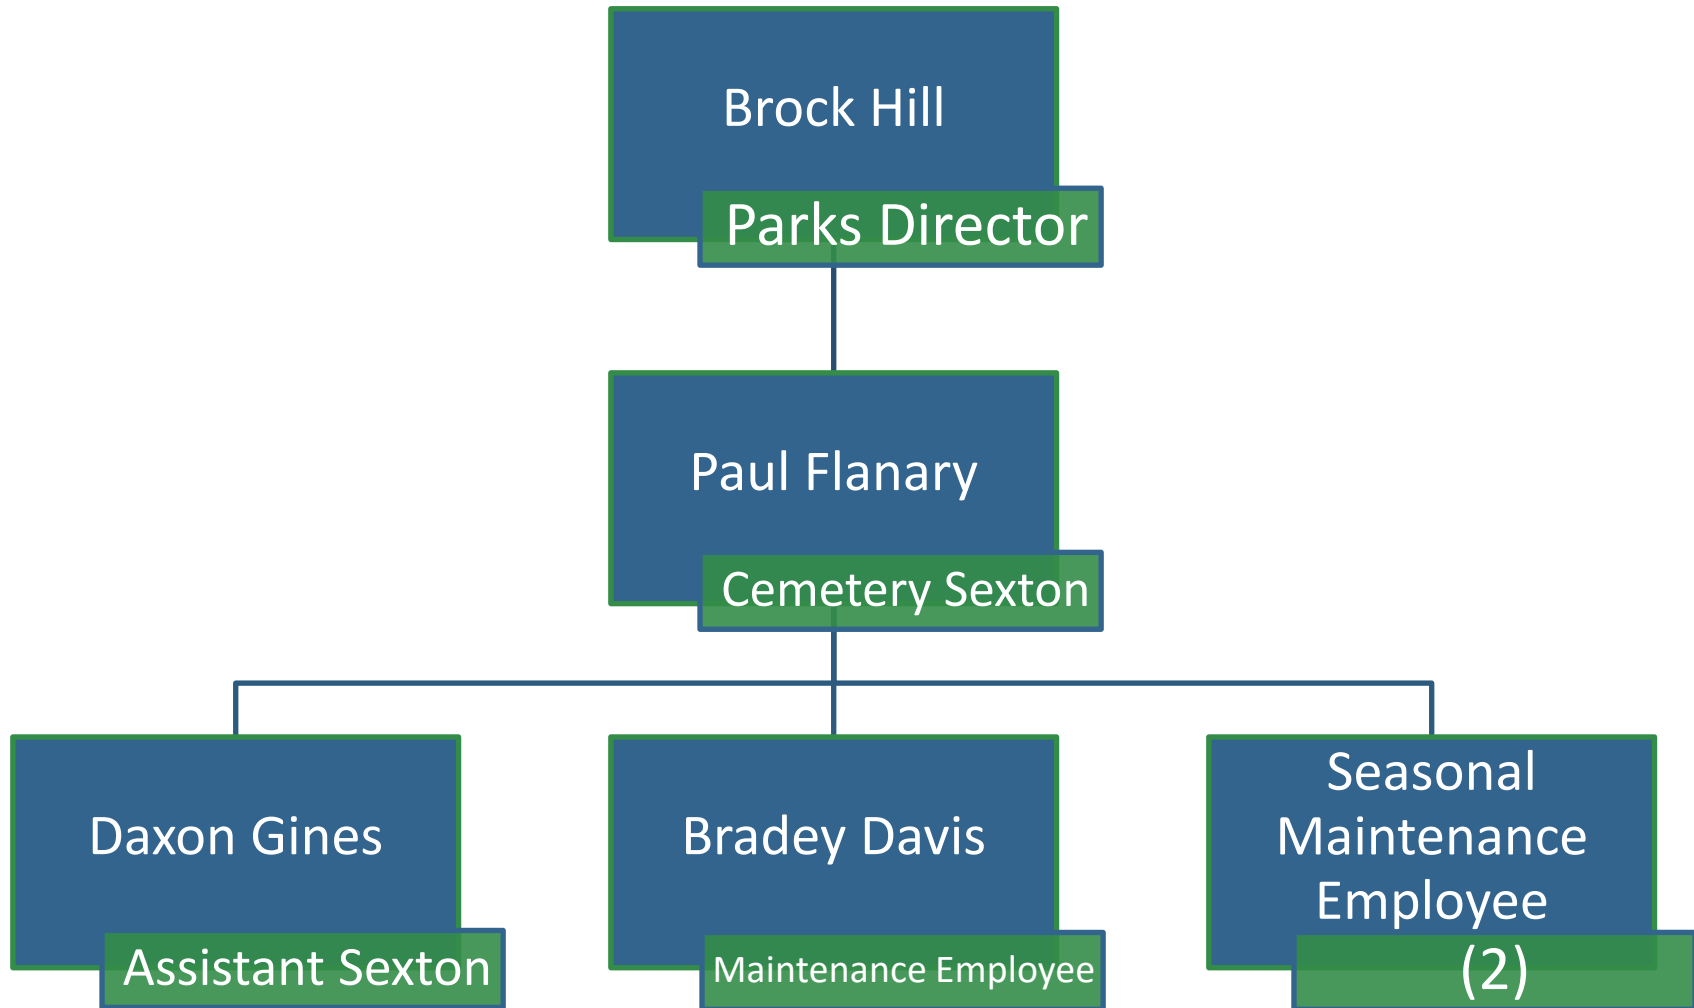 Brock Hill
Parks Director
Paul Flanary
Cemetery Sexton
Daxon Gines
Assistant Sexton
Bradey Davis
Maintenance Employee
Seasonal
Maintenance
Employee
(2)